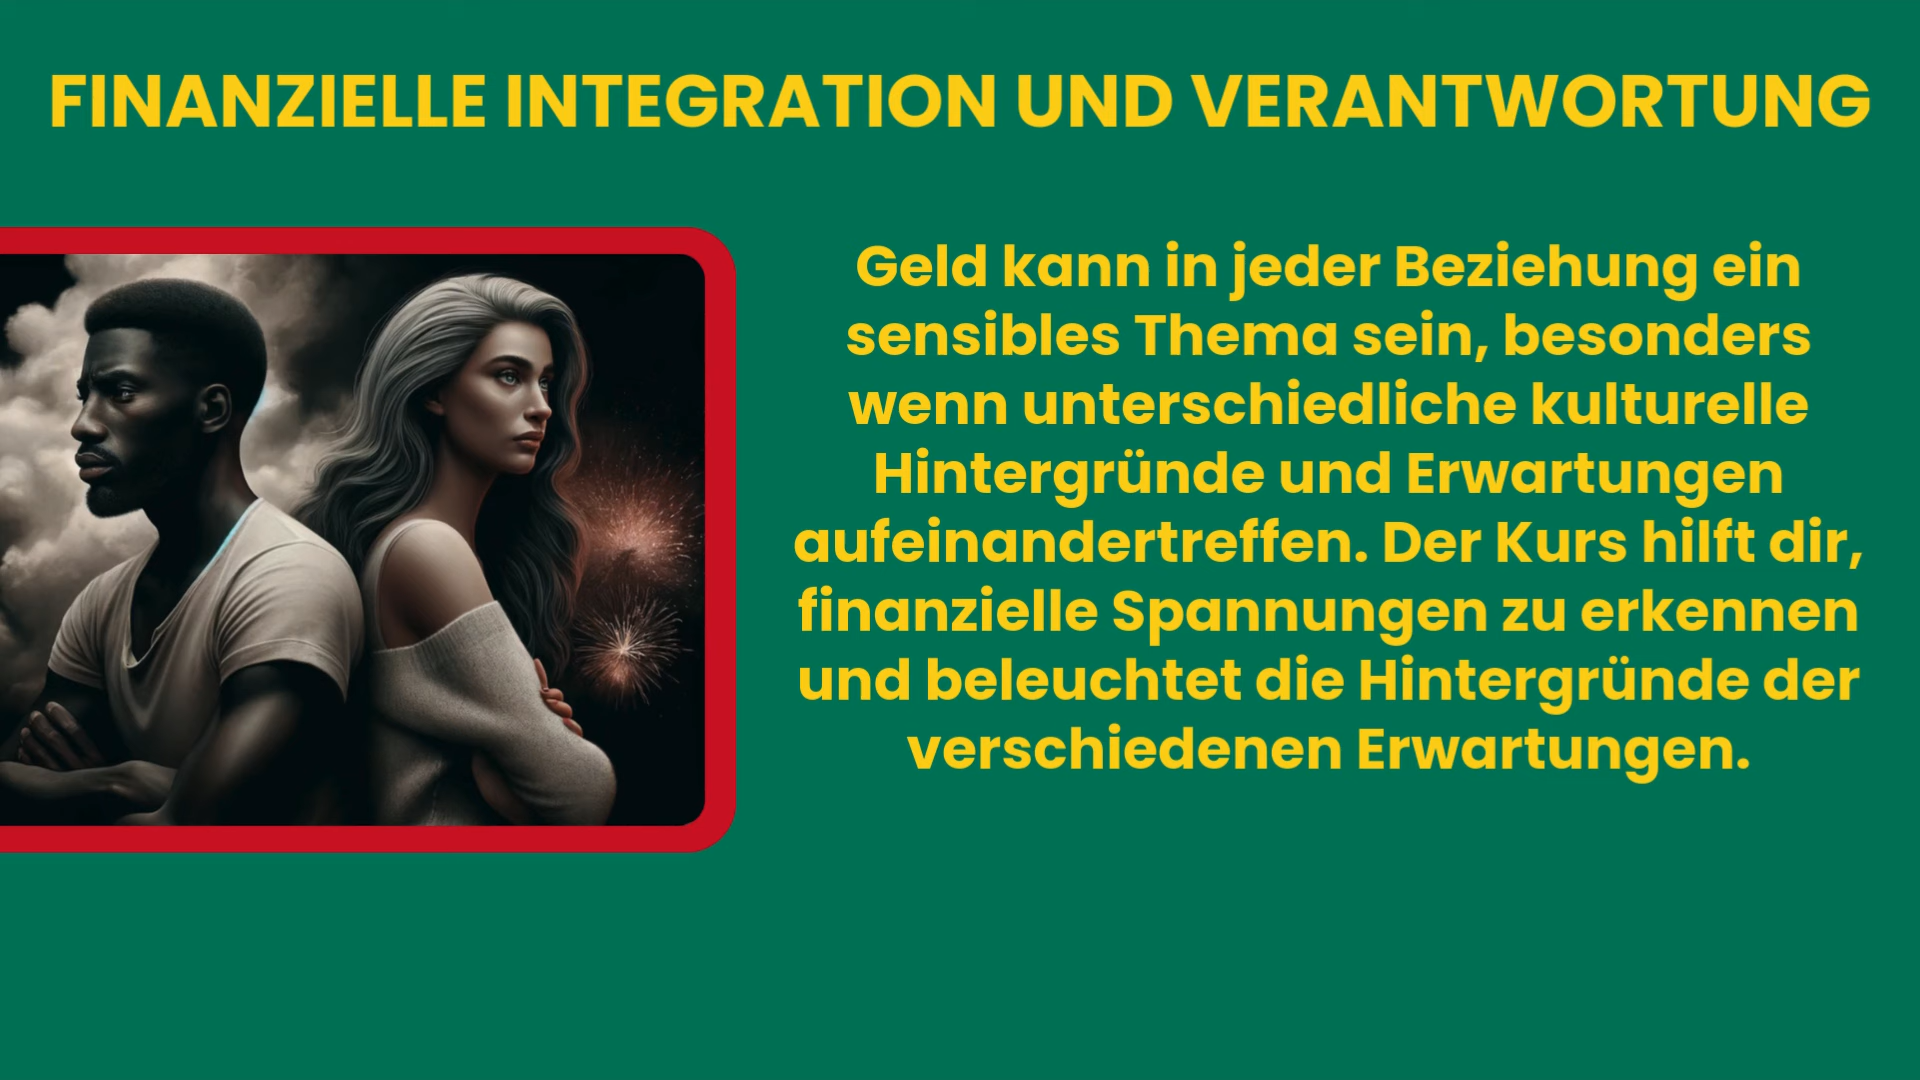 FINANZIELLE INTEGRATION UND VERANTWORTUNG
Geld kann in jeder Beziehung ein
sensibles Thema sein, besonders
wenn unterschiedliche kulturelle
Hintergründe und Erwartungen
aufeinandertreffen. Der Kurs hilft dir,
finanzielle Spannungen zu erkennen
und beleuchtet die Hintergründe der
verschiedenen Erwartungen.